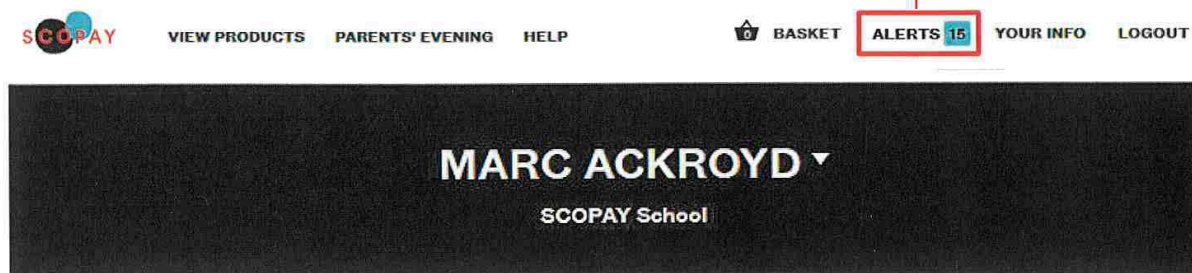 SCOPAY VIEW PRODUCTS PARENTS' EVENING HELP 0 BASKET ALERTS 15 YOUR INFO LOGOUT
MARC ACKROYD
SCOPAY School